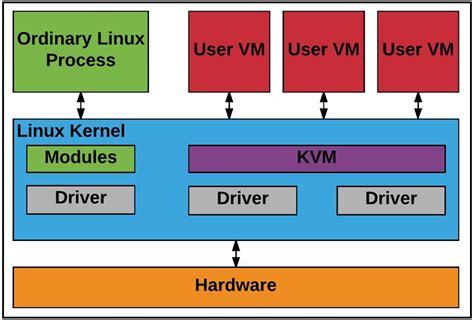 Ordinary Linux
Process
User VM
User VM
User VM
Linux Kernel
Modules
KVM
Driver
Driver
Driver
Hardware